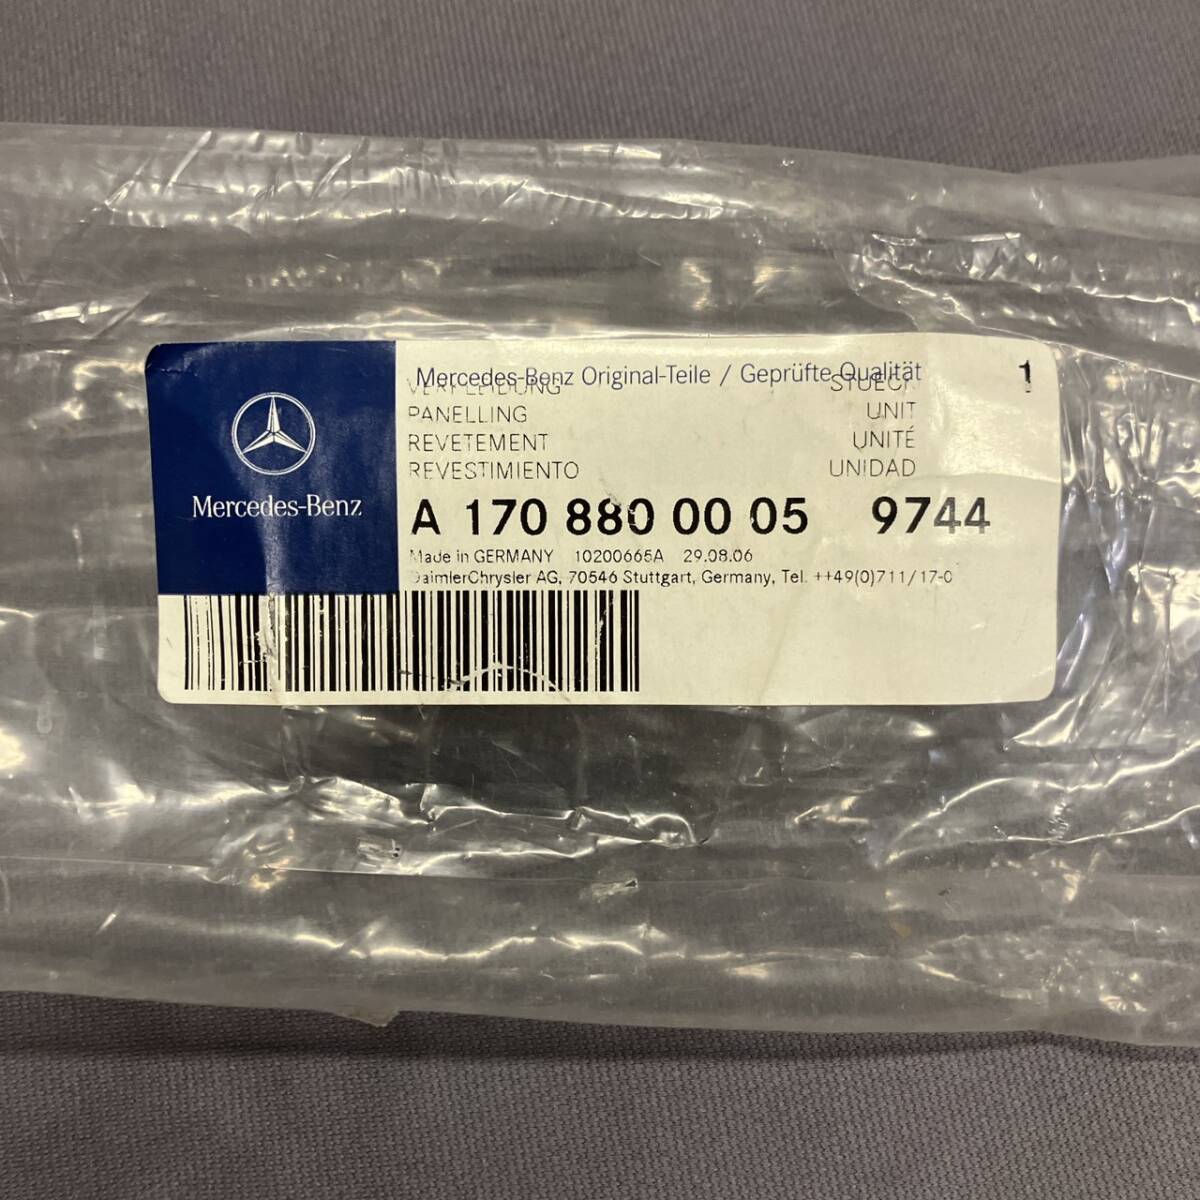 Mercedes-Benz Original-Teile / Geprüfte Qualität 1
VERKLEIDUNG STUECK
PANELLING UNIT
REVETEMENT UNITÉ
REVESTIMIENTO UNIDAD
Mercedes-Benz
A 170 880 00 05 9744
Made in GERMANY 10200665A 29.08.06
DaimlerChrysler AG, 70546 Stuttgart, Germany, Tel. ++49(0)711/17-0